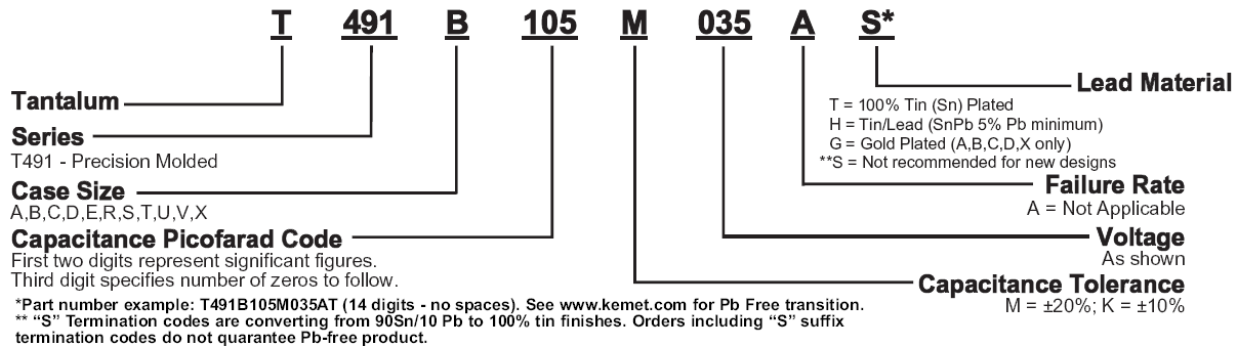 T 491 B 105 M 035 A S*
Tantalum
Series
T491 - Precision Molded
Case Size
A,B,C,D,E,R,S,T,U,V,X
Capacitance Picofarad Code
First two digits represent significant figures.
Third digit specifies number of zeros to follow.
Lead Material
T = 100% Tin (Sn) Plated
H = Tin/Lead (SnPb 5% Pb minimum)
G = Gold Plated (A,B,C,D,X only)
**S = Not recommended for new designs
Failure Rate
A = Not Applicable
Voltage
As shown
Capacitance Tolerance
M = ±20%; K = ±10%
*Part number example: T491B105M035AT (14 digits - no spaces). See www.kemet.com for Pb Free transition.
** “S” Termination codes are converting from 90Sn/10 Pb to 100% tin finishes. Orders including “S” suffix
termination codes do not quarantee Pb-free product.